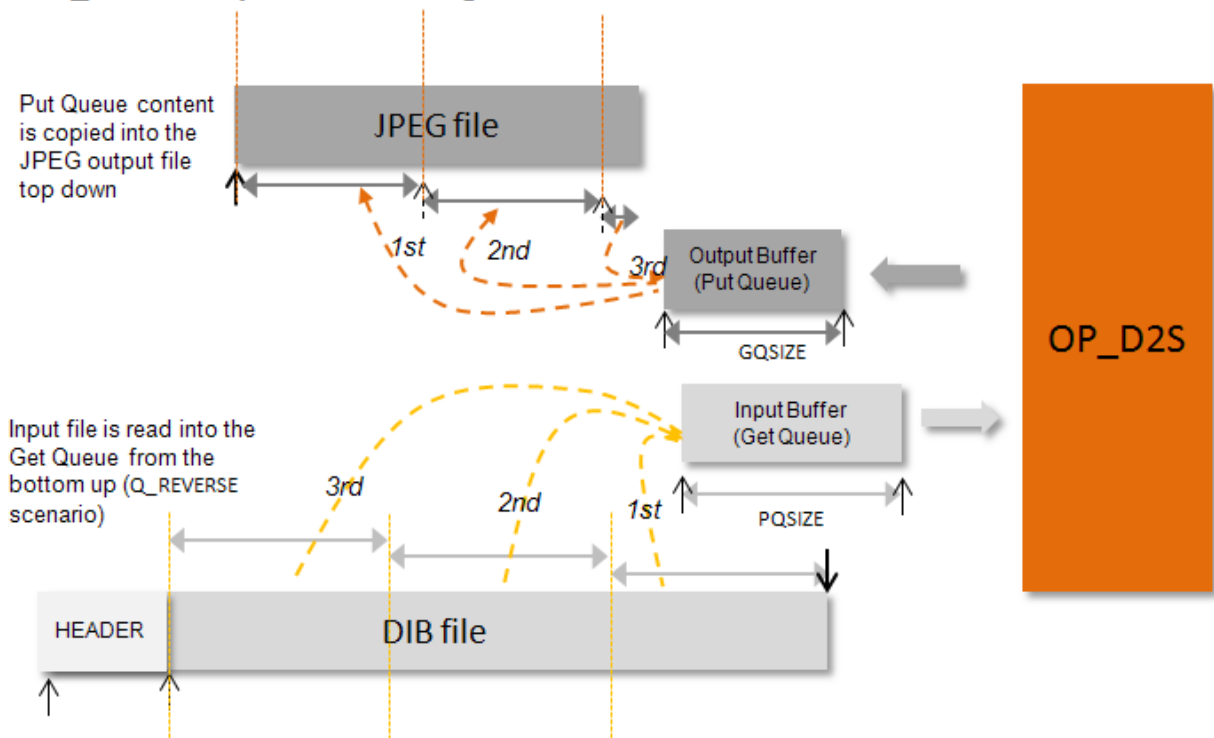 Put Queue content
is copied into the
JPEG output file
top down
JPEG file
1st
2nd
3rd
Output Buffer
(Put Queue)
GQSIZE
OP_D2S
Input Buffer
(Get Queue)
PQSIZE
Input file is read into the
Get Queue from the
bottom up (Q_REVERSE
scenario)
3rd
2nd
1st
HEADER
DIB file